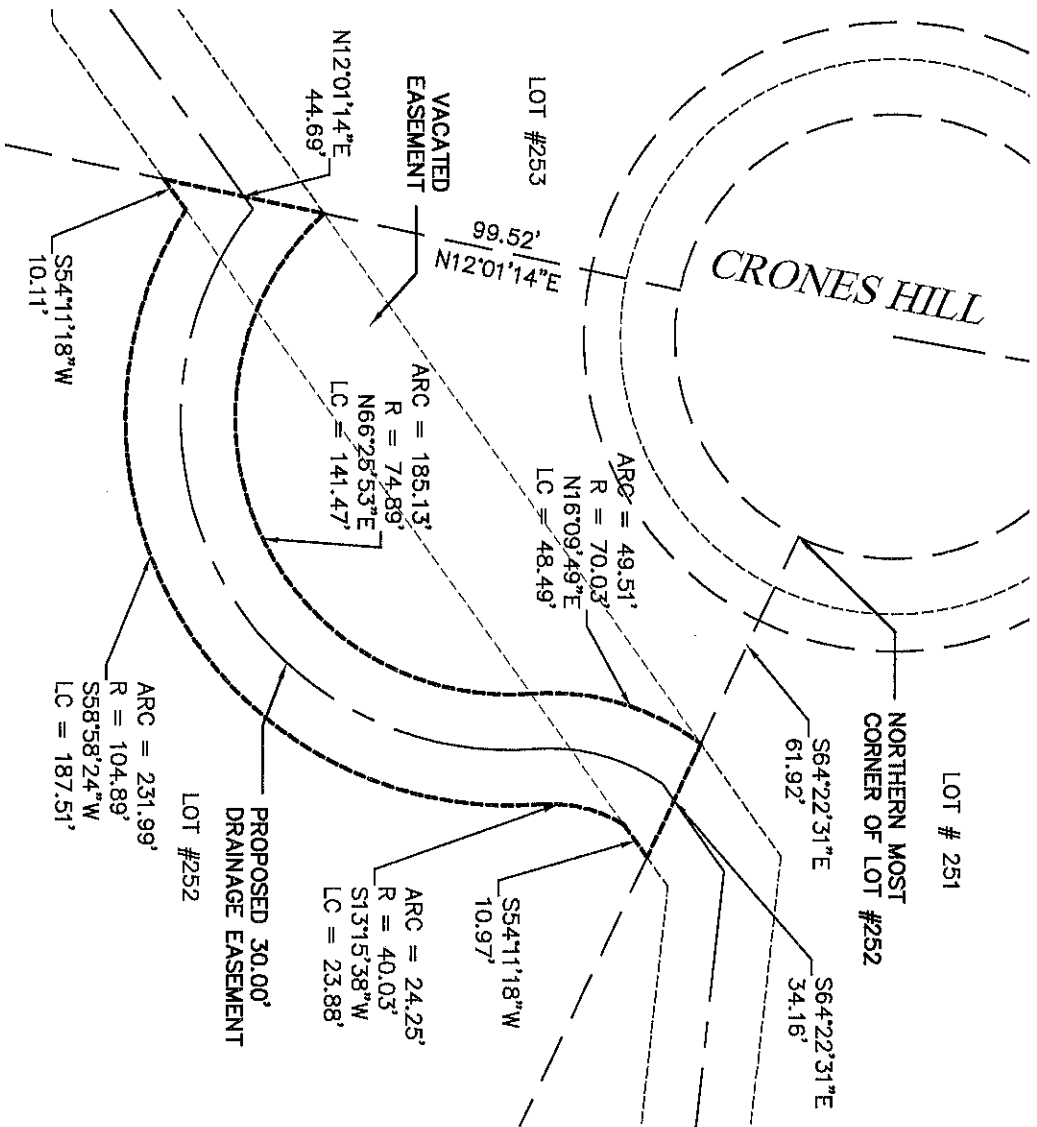 CRONES HILL
LOT # 251
NORTHERN MOST
CORNER OF LOT #252
S64°22'31"E
61.92'
S64°22'31"E
34.16'
LOT #253
99.52'
N12°01'14"E
VACATED
EASEMENT
N12°01'14"E
44.69'
ARC = 49.51'
R = 70.03'
N16°09'49"E
LC = 48.49'
ARC = 185.13'
R = 74.89'
N66°25'53"E
LC = 141.47'
S54°11'18"W
10.97'
ARC = 24.25'
R = 40.03'
S13°15'38"W
LC = 23.88'
S54°11'18"W
10.11'
PROPOSED 30.00'
DRAINAGE EASEMENT
LOT #252
ARC = 231.99'
R = 104.89'
S58°58'24"W
LC = 187.51'